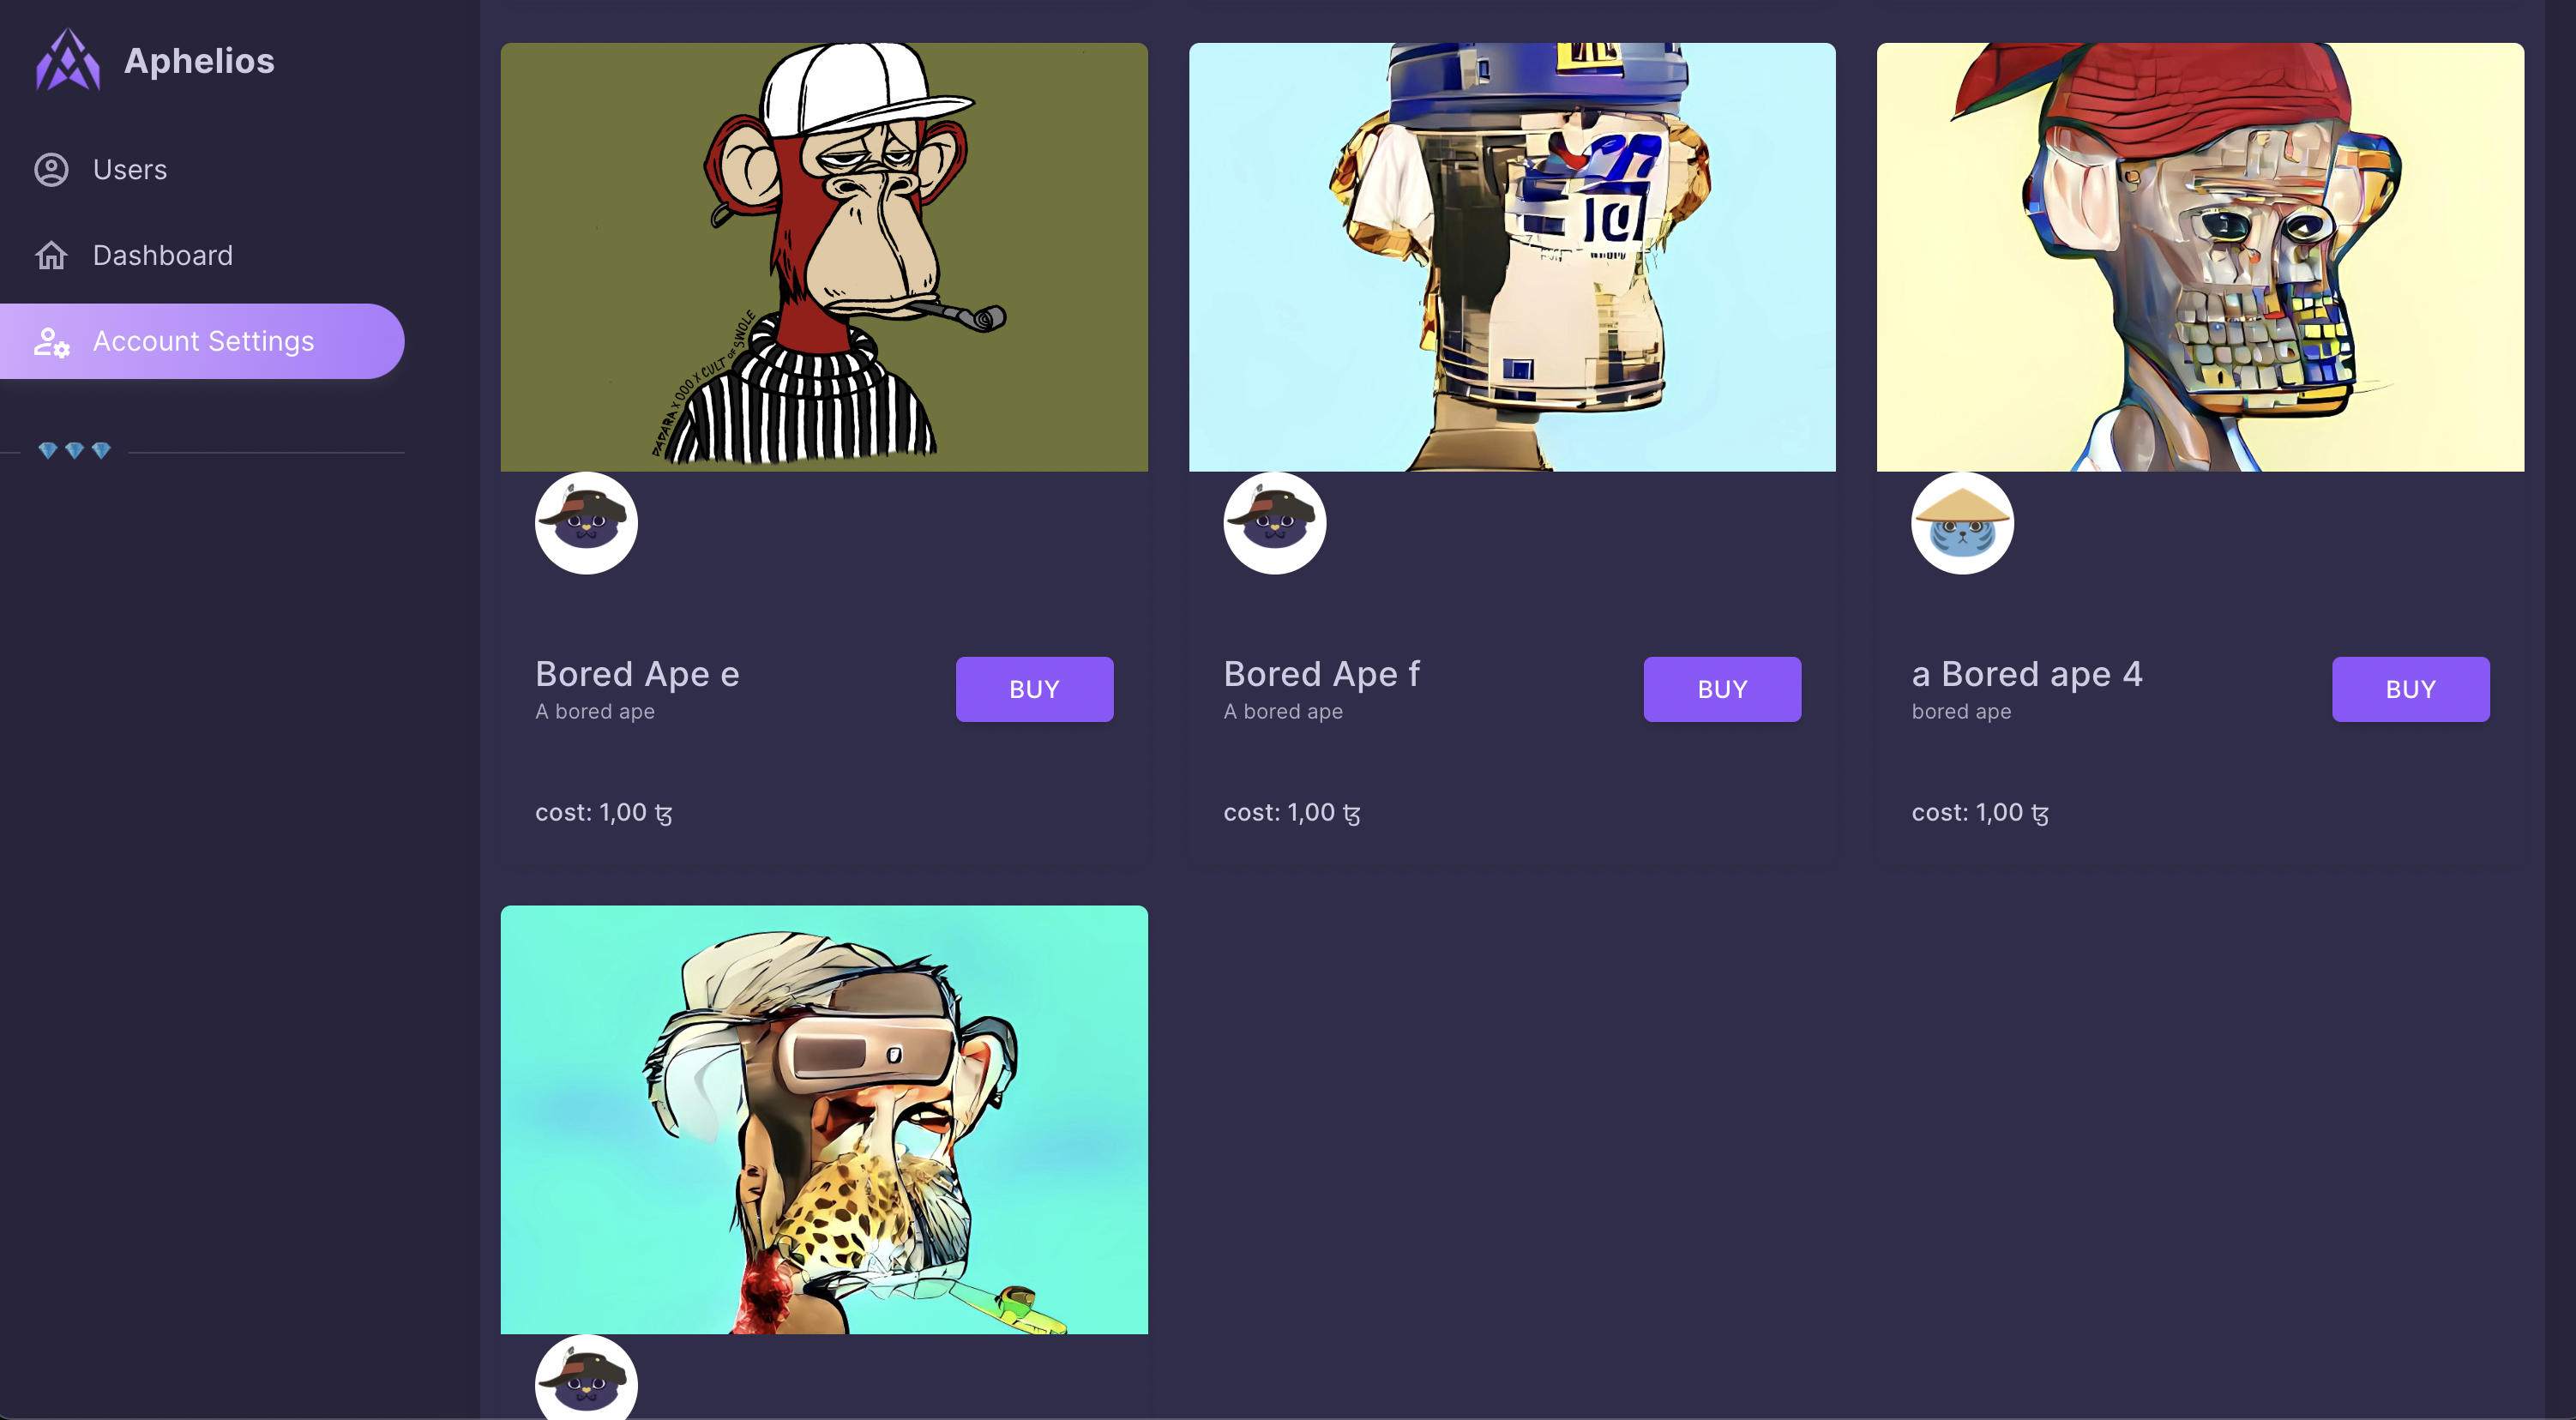 Aphelios
Users
Dashboard
Account Settings
PAPARA X ODO X CULT OF SWOLE
Bored Ape e
A bored ape
BUY
cost: 1,00 ꜩ
Bored Ape f
A bored ape
BUY
cost: 1,00 ꜩ
a Bored ape 4
bored ape
BUY
cost: 1,00 ꜩ